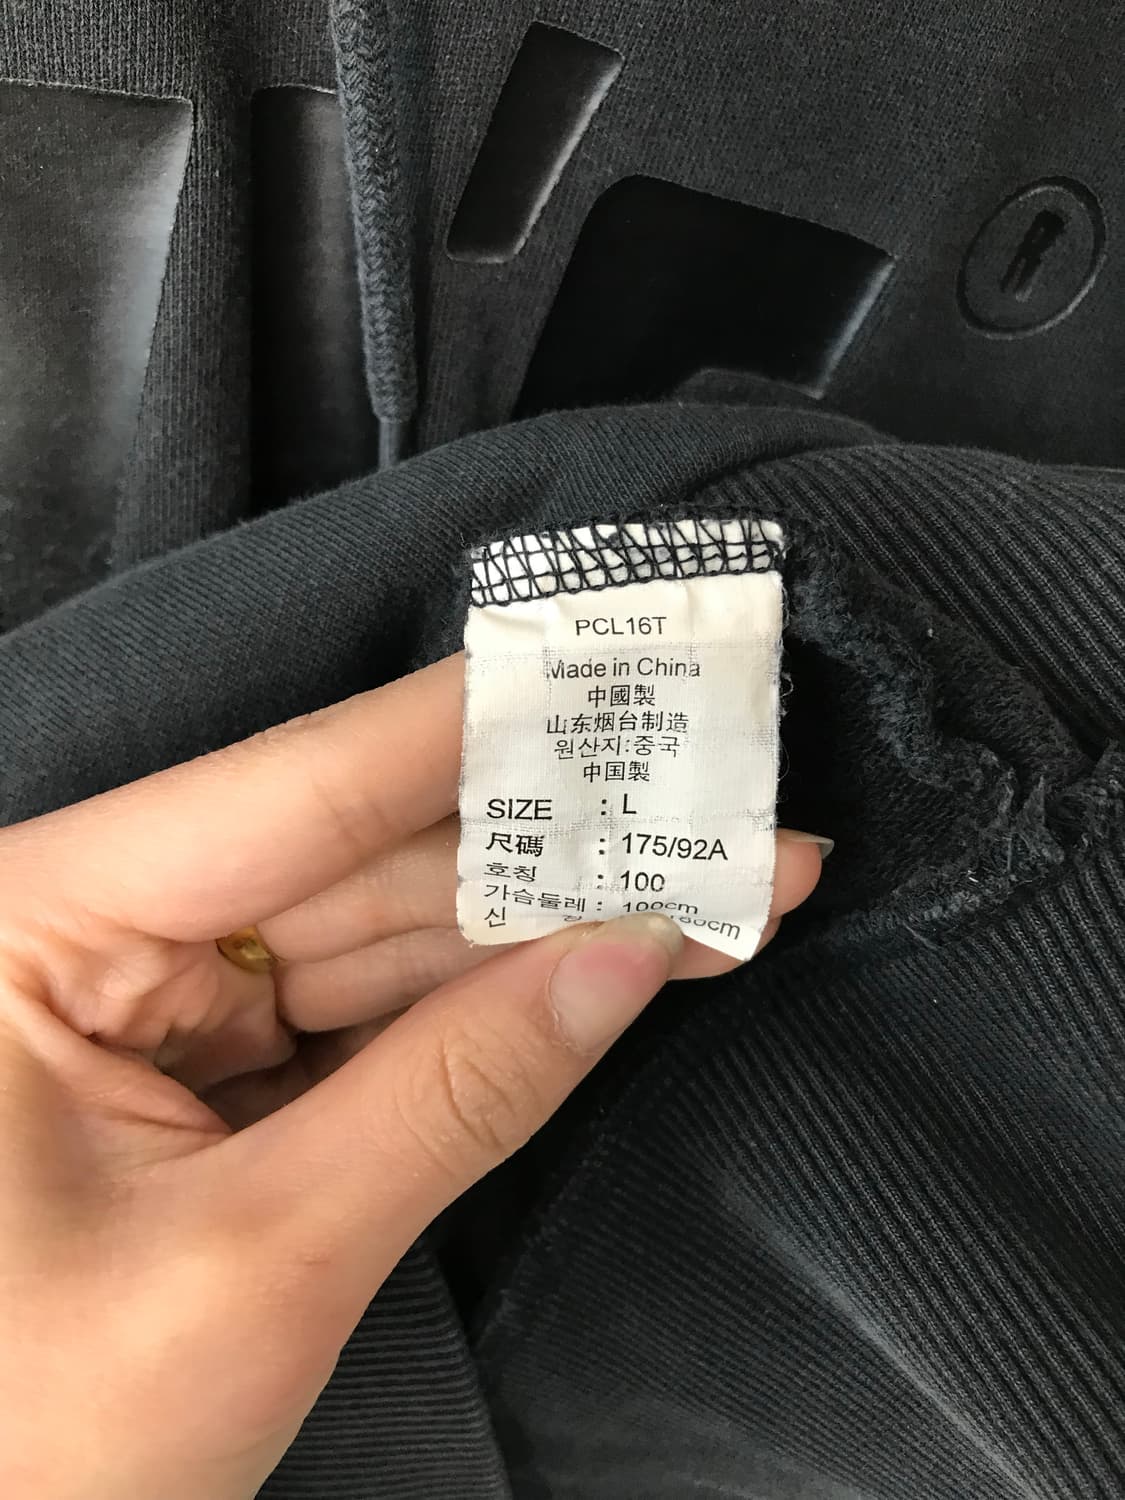 PCL16T
Made in China
中國製
山东烟台制造
원산지:중국
中国製
SIZE : L
尺碼 : 175/92A
호칭 : 100
가슴둘레 : 100cm
신